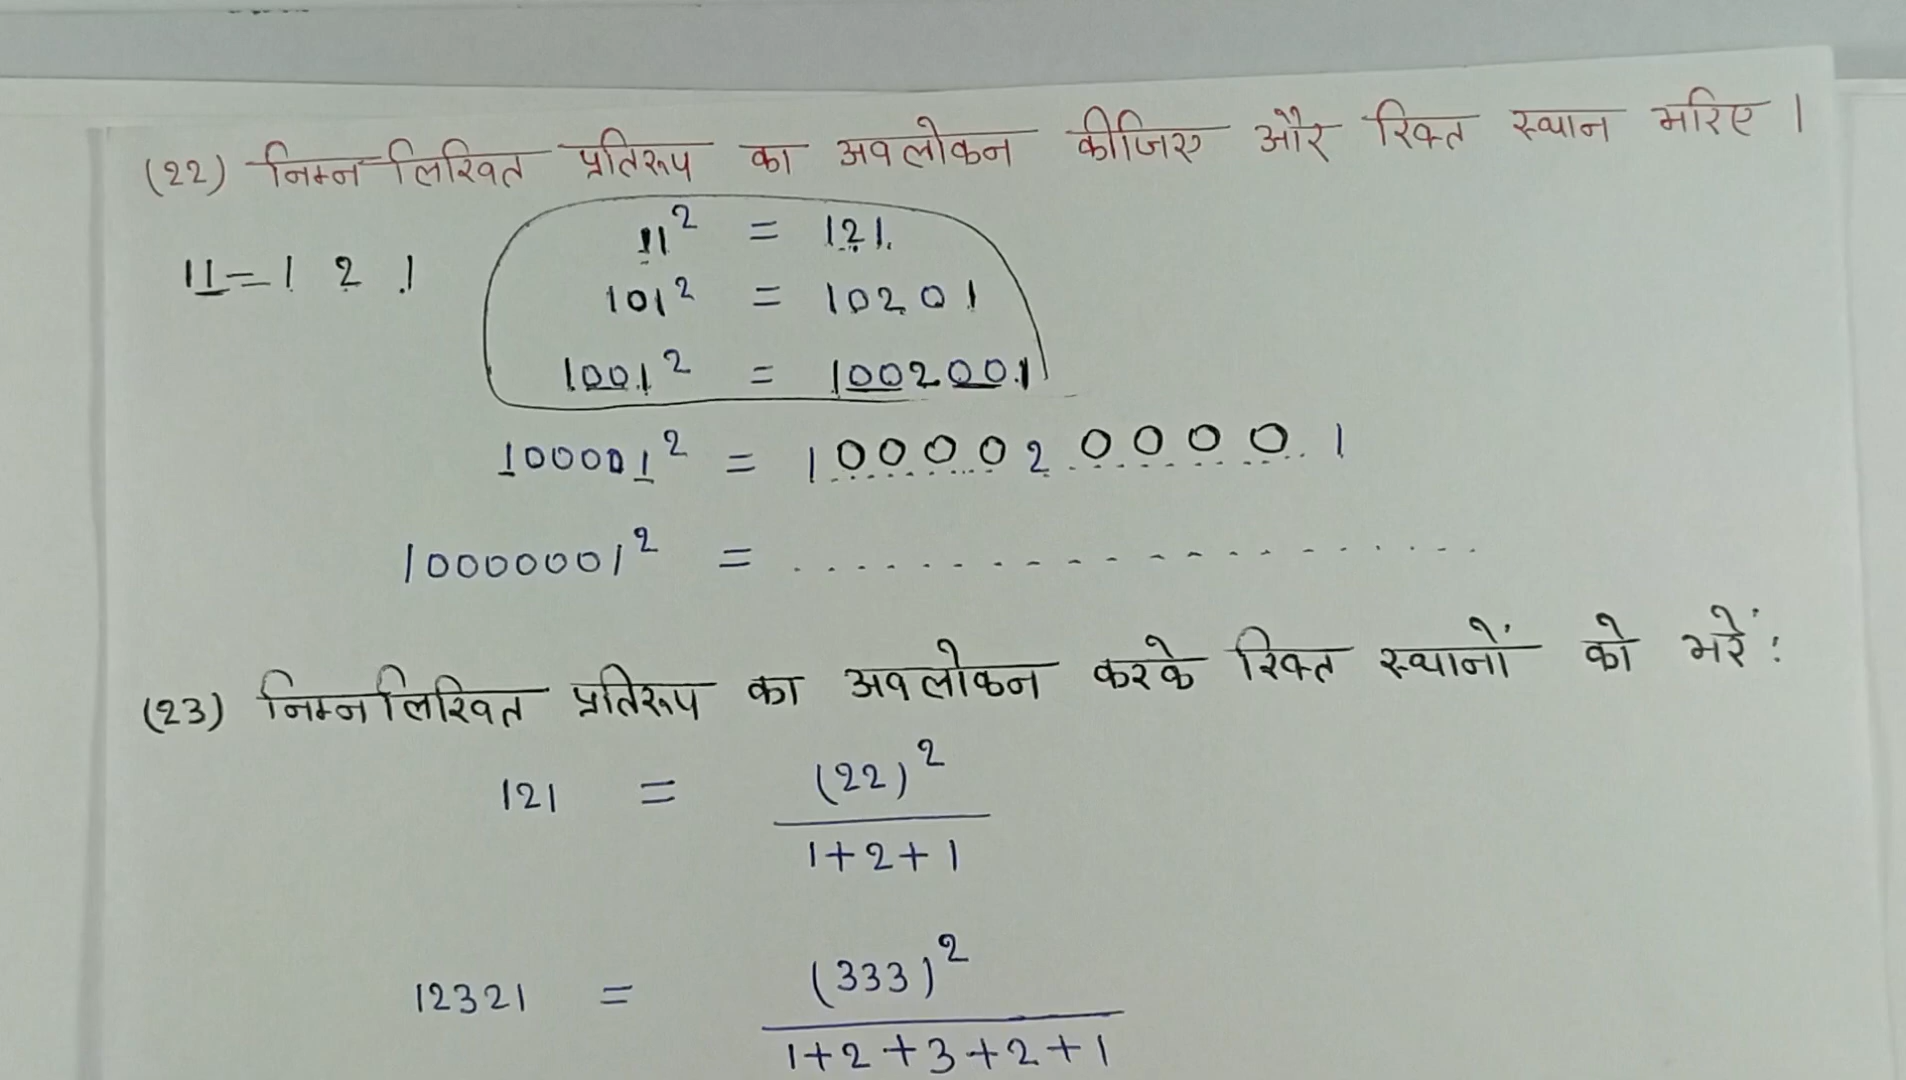 (22) निम्नलिखित प्रतिरूप का अवलोकन कीजिए और रिक्त स्थान भरिए ।
11² = 121
11 = 1 2 1
101² = 10201
1001² = 1002001
100001² = 10000200001
1000001² = ....................
(23) निम्नलिखित प्रतिरूप का अवलोकन करके रिक्त स्थानों को भरें :
121 = (22)²
1+2+1
12321 = (333)²
1+2+3+2+1